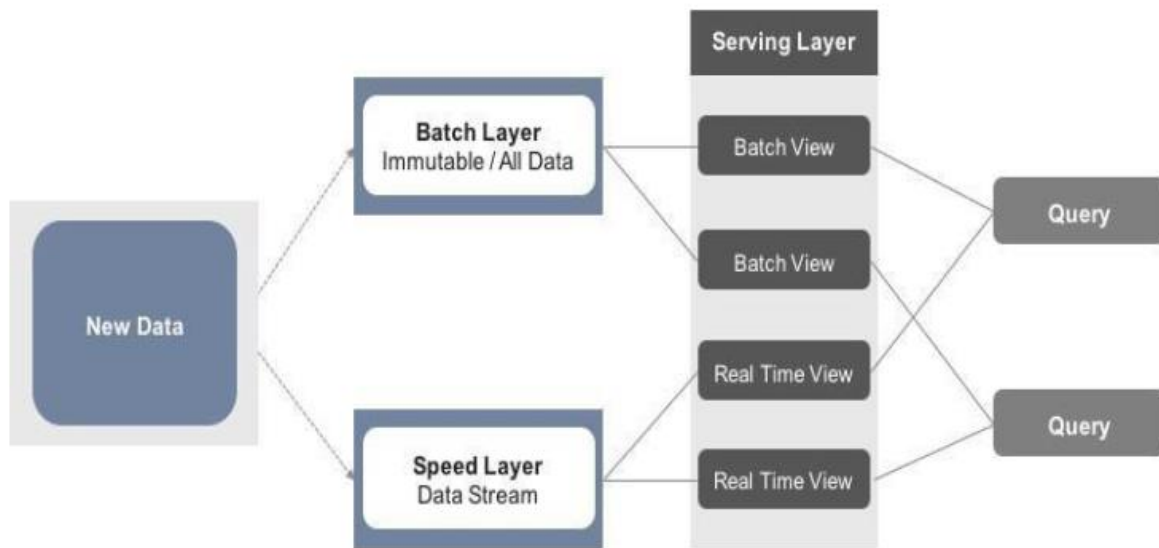 New Data
Batch Layer
Immutable / All Data
Speed Layer
Data Stream
Serving Layer
Batch View
Batch View
Real Time View
Real Time View
Query
Query